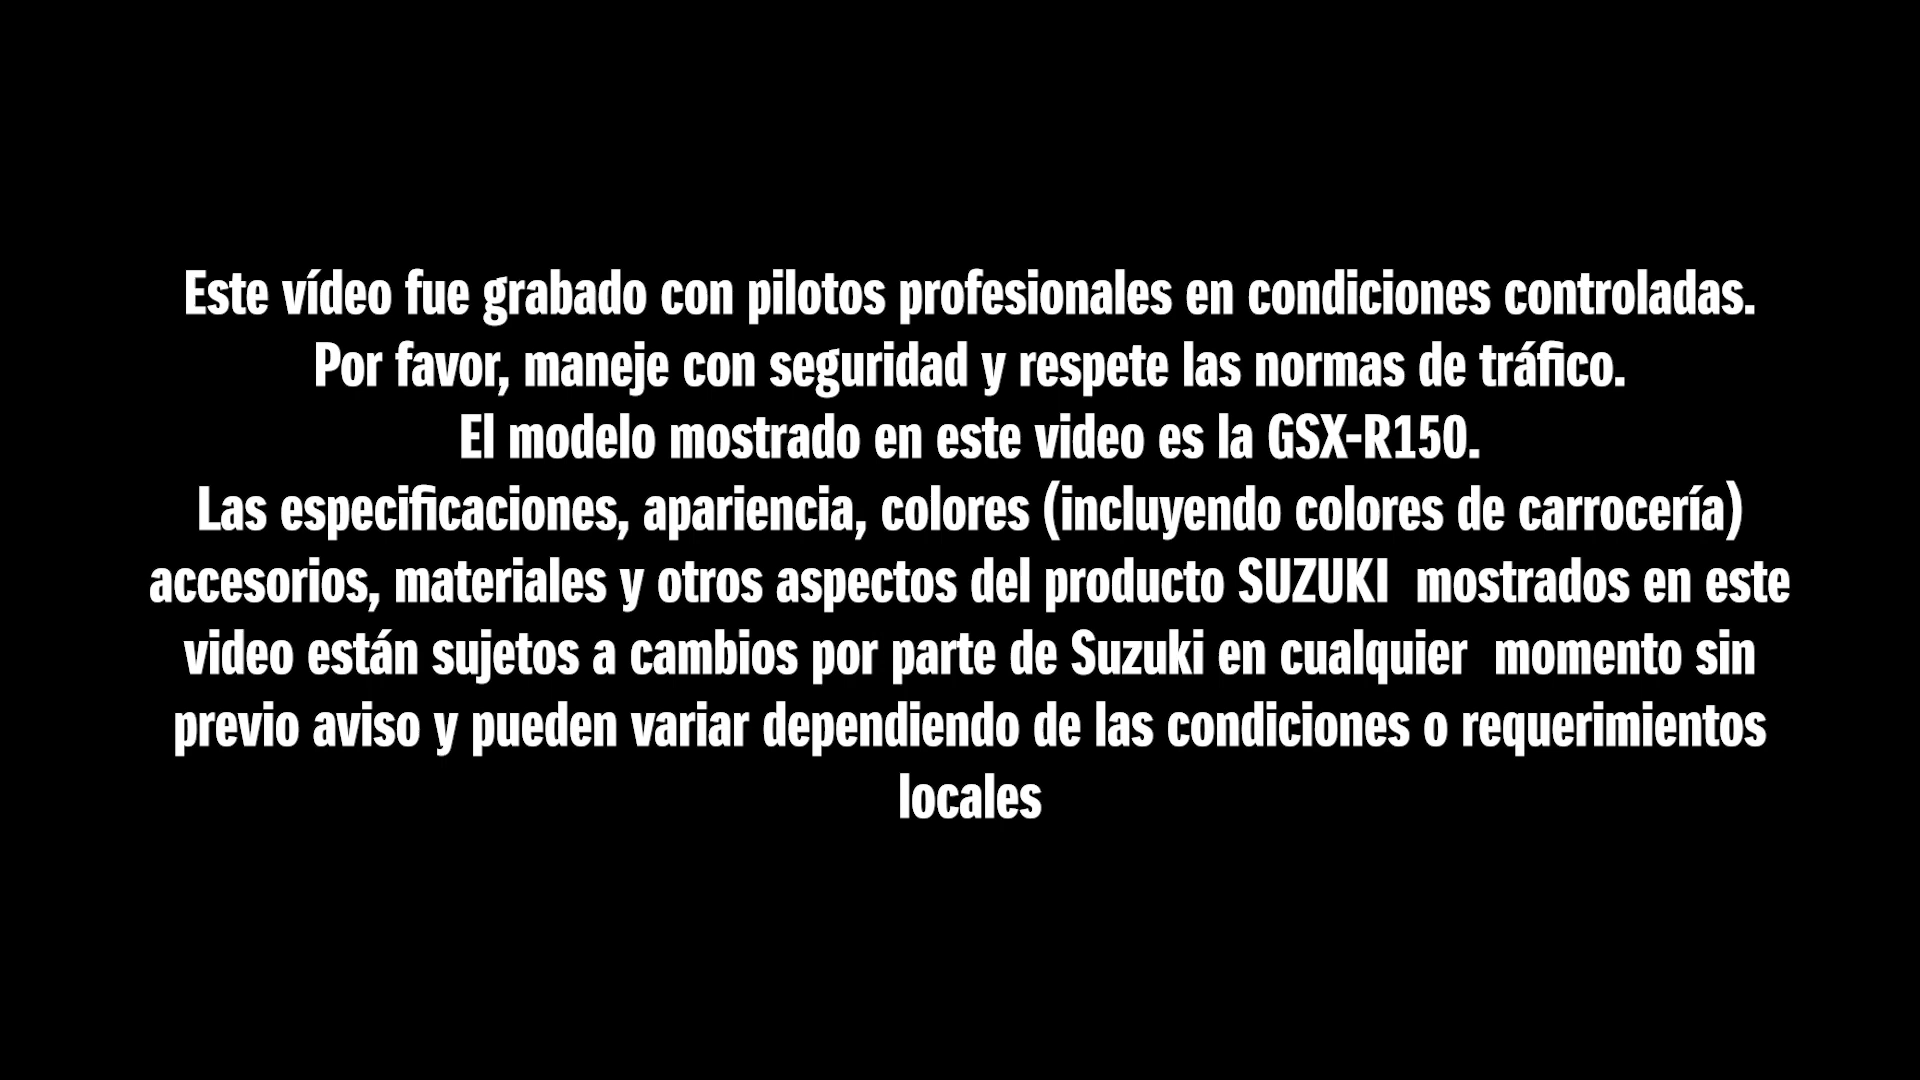 Este vídeo fue grabado con pilotos profesionales en condiciones controladas.
Por favor, maneje con seguridad y respete las normas de tráfico.
El modelo mostrado en este video es la GSX-R150.
Las especificaciones, apariencia, colores (incluyendo colores de carrocería)
accesorios, materiales y otros aspectos del producto SUZUKI  mostrados en este
video están sujetos a cambios por parte de Suzuki en cualquier  momento sin
previo aviso y pueden variar dependiendo de las condiciones o requerimientos
locales